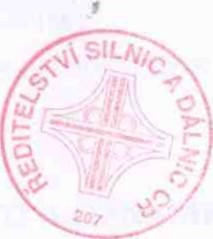 ŘEDITELSTVÍ SILNIC A DÁLNIC ČR
207